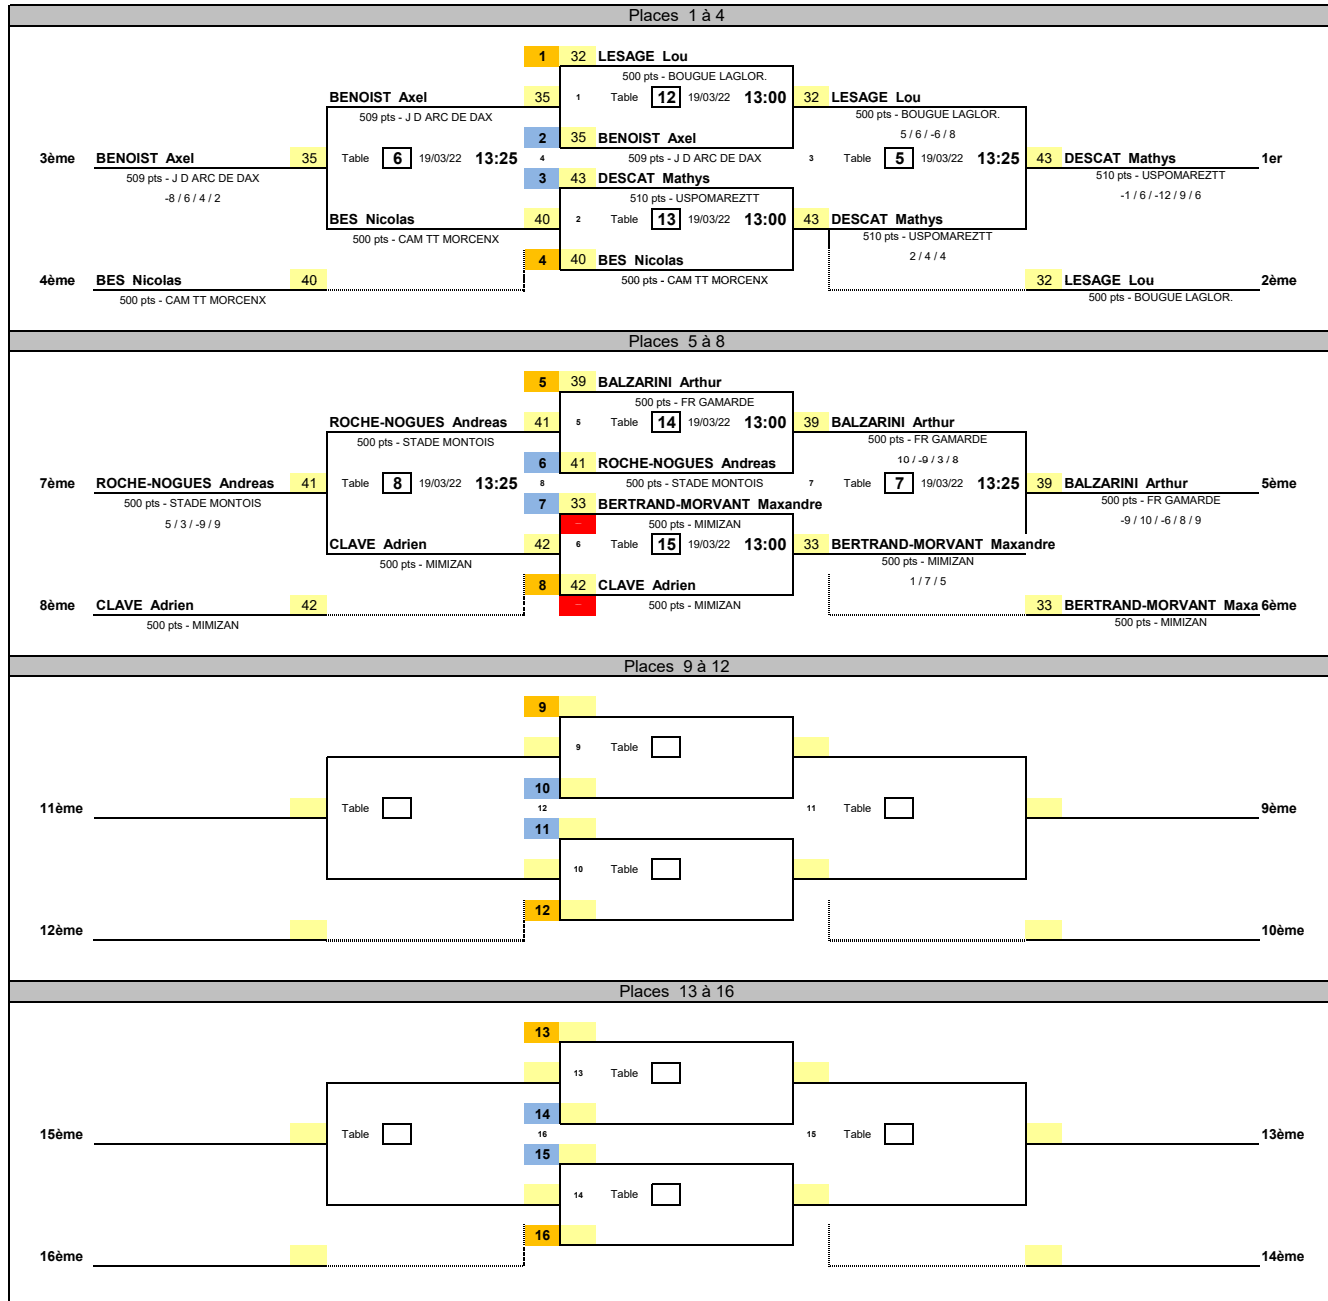 Places 1 à 4
1 32 LESAGE Lou
500 pts - BOUGUE LAGLOR.
BENOIST Axel 35 1 Table 12 19/03/22 13:00 32 LESAGE Lou
509 pts - J D ARC DE DAX 500 pts - BOUGUE LAGLOR.
2 35 BENOIST Axel 5 / 6 / -6 / 8
3ème BENOIST Axel 35 Table 6 19/03/22 13:25 4 509 pts - J D ARC DE DAX 3 Table 5 19/03/22 13:25 43 DESCAT Mathys 1er
509 pts - J D ARC DE DAX 3 43 DESCAT Mathys 510 pts - USPOMAREZTT
-8 / 6 / 4 / 2 510 pts - USPOMAREZTT -1 / 6 / -12 / 9 / 6
BES Nicolas 40 2 Table 13 19/03/22 13:00 43 DESCAT Mathys
500 pts - CAM TT MORCENX 510 pts - USPOMAREZTT
4 40 BES Nicolas 2 / 4 / 4
4ème BES Nicolas 40 500 pts - CAM TT MORCENX 32 LESAGE Lou 2ème
500 pts - CAM TT MORCENX 500 pts - BOUGUE LAGLOR.
Places 5 à 8
5 39 BALZARINI Arthur
500 pts - FR GAMARDE
ROCHE-NOGUES Andreas 41 5 Table 14 19/03/22 13:00 39 BALZARINI Arthur
500 pts - STADE MONTOIS 500 pts - FR GAMARDE
6 41 ROCHE-NOGUES Andreas 10 / -9 / 3 / 8
7ème ROCHE-NOGUES Andreas 41 Table 8 19/03/22 13:25 8 500 pts - STADE MONTOIS 7 Table 7 19/03/22 13:25 39 BALZARINI Arthur 5ème
500 pts - STADE MONTOIS 7 33 BERTRAND-MORVANT Maxandre 500 pts - FR GAMARDE
5 / 3 / -9 / 9 – 500 pts - MIMIZAN -9 / 10 / -6 / 8 / 9
CLAVE Adrien 42 6 Table 15 19/03/22 13:00 33 BERTRAND-MORVANT Maxandre
500 pts - MIMIZAN 500 pts - MIMIZAN
8 42 CLAVE Adrien 1 / 7 / 5
8ème CLAVE Adrien 42 – 500 pts - MIMIZAN 33 BERTRAND-MORVANT Maxa 6ème
500 pts - MIMIZAN 500 pts - MIMIZAN
Places 9 à 12
9
9 Table
10
11ème Table 12 11 Table 9ème
11
10 Table
12
12ème 10ème
Places 13 à 16
13
13 Table
14
15ème Table 16 15 Table 13ème
15
14 Table
16
16ème 14ème